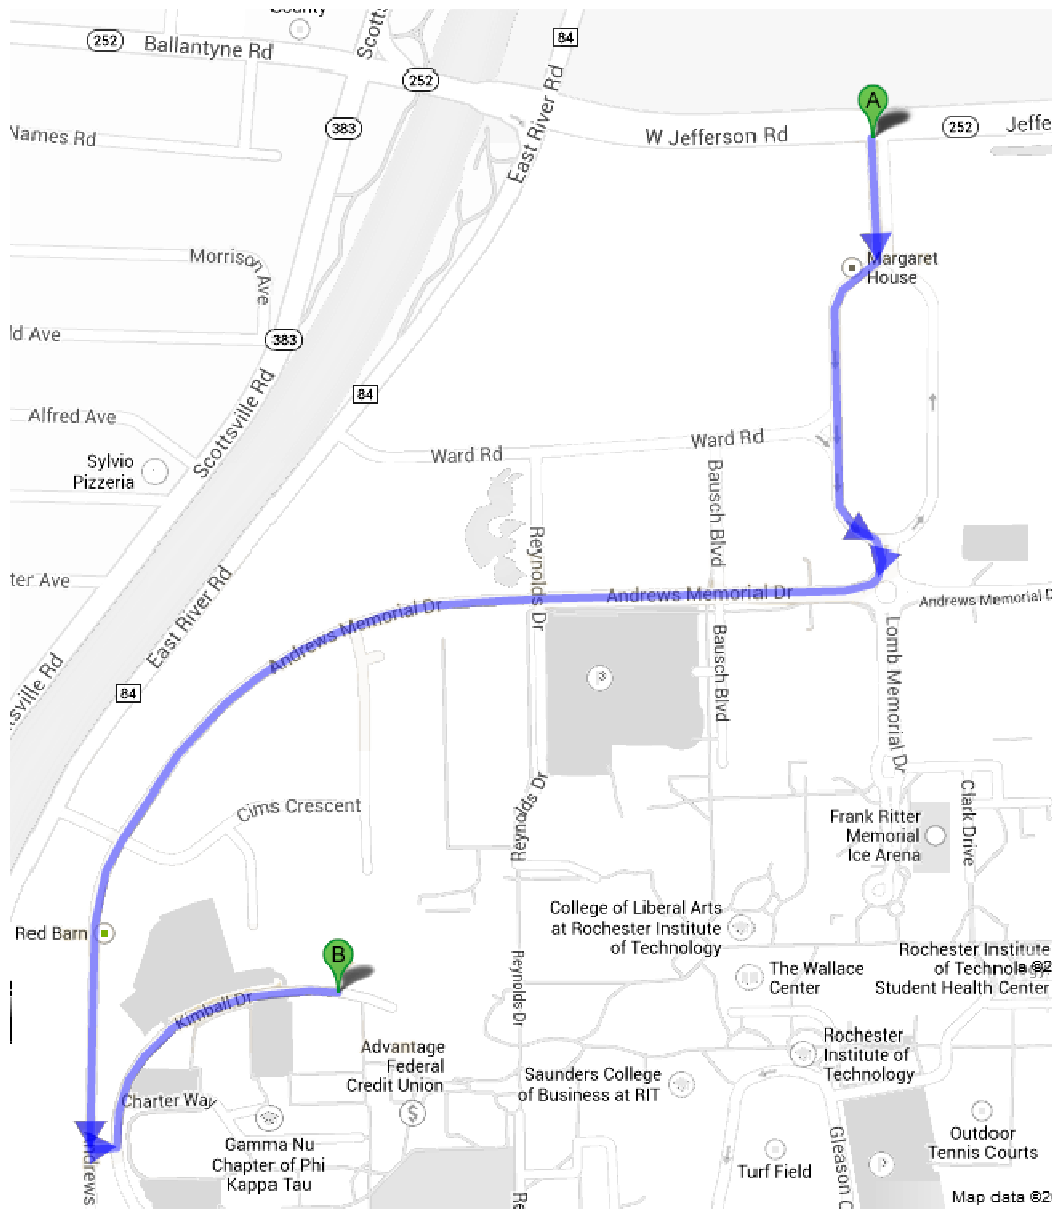 County
252
Ballantyne Rd
Scotts
84
252
East River Rd
383
A
W Jefferson Rd
252
Jeffe
Names Rd
Morrison Ave
Margaret
House
ld Ave
383
84
Alfred Ave
Scottsville Rd
Sylvio
Pizzeria
Ward Rd
Ward Rd
Bausch Blvd
Reynolds Dr
ter Ave
East River Rd
Andrews Memorial Dr
Andrews Memorial Dr
Andrews Memorial D
Lomb Memorial Dr
Bausch Blvd
sville Rd
84
P
Reynolds Dr
Cims Crescent
Clark Drive
Frank Ritter
Memorial
Ice Arena
Red Barn
B
College of Liberal Arts
at Rochester Institute
of Technology
Reynolds Dr
The Wallace
Center
Rochester Institute
Student Health Center
Kimball Dr
Advantage
Federal
Credit Union
$
Saunders College
of Business at RIT
Rochester
Institute of
Technology
Charter Way
Gamma Nu
Chapter of Phi
Kappa Tau
Andrews
Turf Field
Gleason C
Outdoor
Tennis Courts
Re
Map data ©2